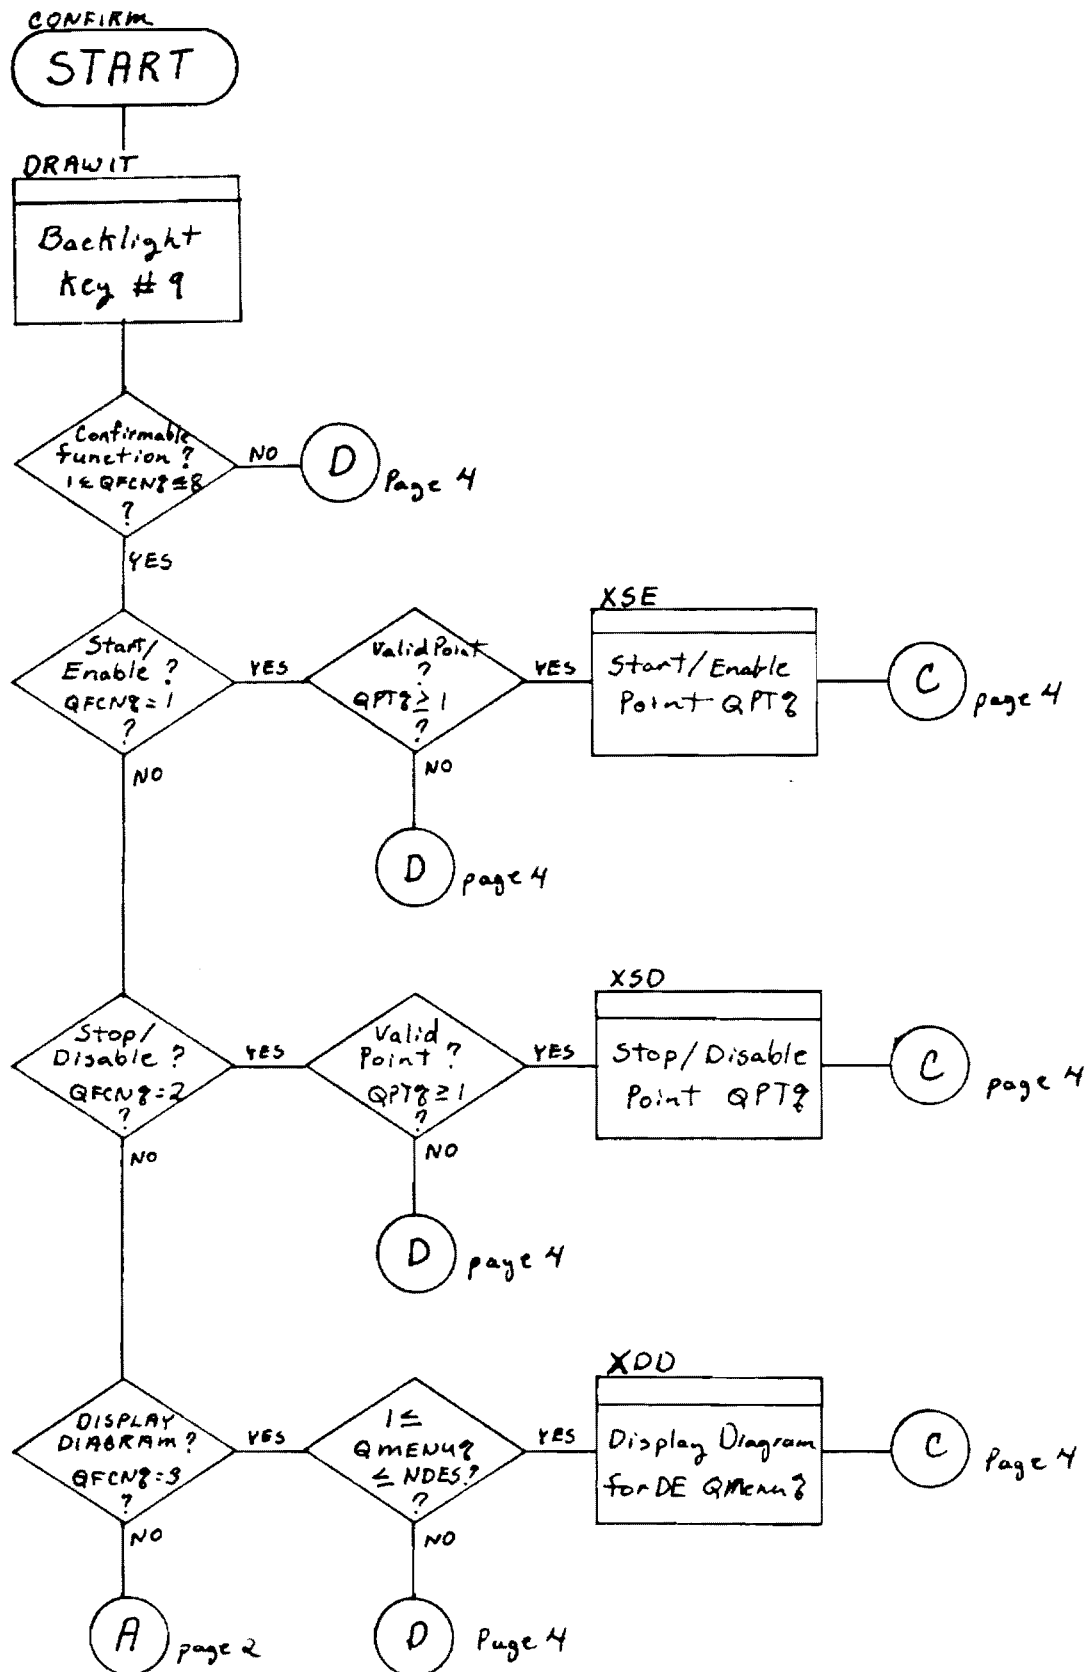 CONFIRM
START
DRAWIT
Backlight
Key # 9
Confirmable
function ?
1 ≤ QFCN% ≤ 8
?
NO
D
Page 4
YES
Start/
Enable ?
QFCN% = 1
?
YES
Valid Point
?
QPT% ≥ 1
?
YES
XSE
Start/Enable
Point QPT%
C
page 4
NO
NO
D
page 4
Stop/
Disable ?
QFCN% = 2
?
YES
Valid
Point ?
QPT% ≥ 1
?
YES
XSD
Stop/Disable
Point QPT%
C
page 4
NO
NO
D
page 4
DISPLAY
DIAGRAM?
QFCN% = 3
?
YES
1 ≤
QMENU%
≤ NDES?
?
YES
XDD
Display Diagram
for DE QMenu%
C
Page 4
NO
NO
A
page 2
D
Page 4